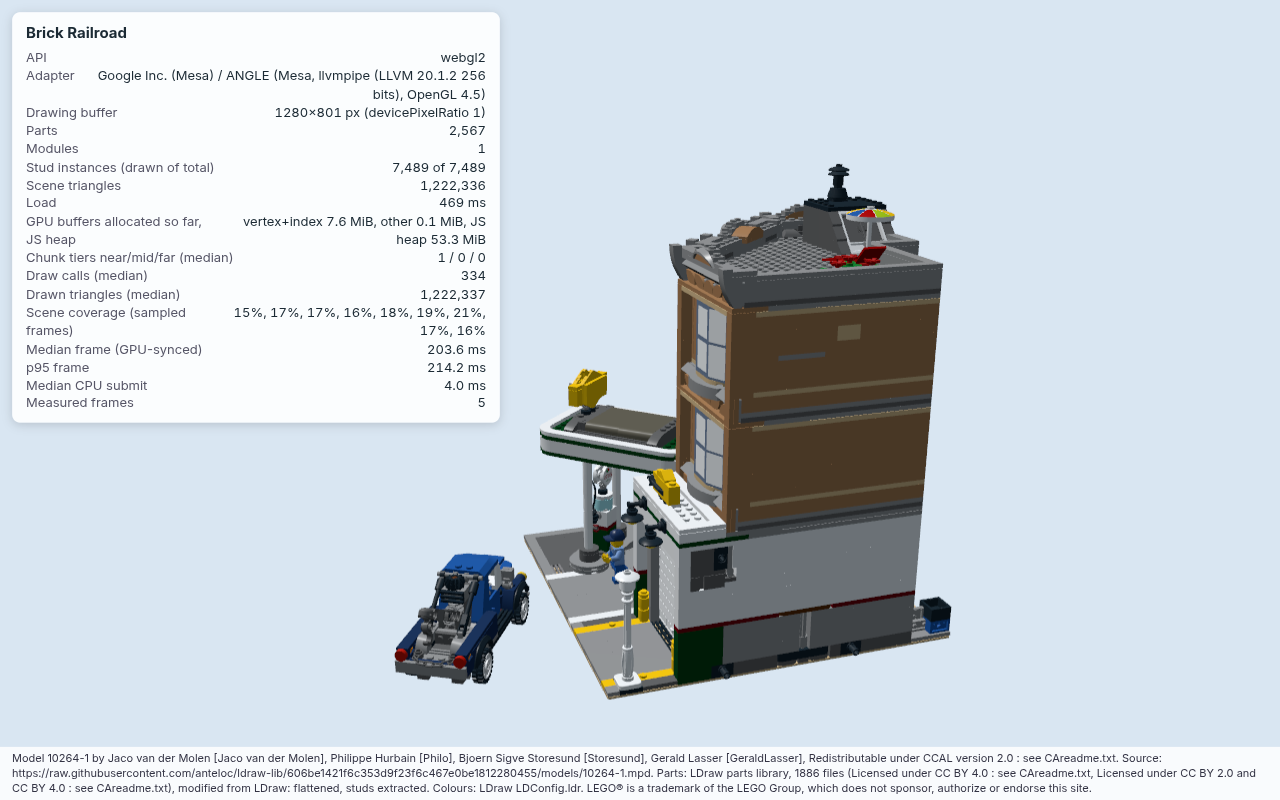 Brick Railroad
API webgl2
Adapter Google Inc. (Mesa) / ANGLE (Mesa, llvmpipe (LLVM 20.1.2 256
bits), OpenGL 4.5)
Drawing buffer 1280×801 px (devicePixelRatio 1)
Parts 2,567
Modules 1
Stud instances (drawn of total) 7,489 of 7,489
Scene triangles 1,222,336
Load 469 ms
GPU buffers allocated so far, vertex+index 7.6 MiB, other 0.1 MiB, JS
JS heap heap 53.3 MiB
Chunk tiers near/mid/far (median) 1 / 0 / 0
Draw calls (median) 334
Drawn triangles (median) 1,222,337
Scene coverage (sampled 15%, 17%, 17%, 16%, 18%, 19%, 21%,
frames) 17%, 16%
Median frame (GPU-synced) 203.6 ms
p95 frame 214.2 ms
Median CPU submit 4.0 ms
Measured frames 5
Model 10264-1 by Jaco van der Molen [Jaco van der Molen], Philippe Hurbain [Philo], Bjoern Sigve Storesund [Storesund], Gerald Lasser [GeraldLasser], Redistributable under CCAL version 2.0 : see CAreadme.txt. Source:
https://raw.githubusercontent.com/anteloc/ldraw-lib/606be1421f6c353d9f23f6c467e0be1812280455/models/10264-1.mpd. Parts: LDraw parts library, 1886 files (Licensed under CC BY 4.0 : see CAreadme.txt, Licensed under CC BY 2.0 and
CC BY 4.0 : see CAreadme.txt), modified from LDraw: flattened, studs extracted. Colours: LDraw LDConfig.ldr. LEGO® is a trademark of the LEGO Group, which does not sponsor, authorize or endorse this site.